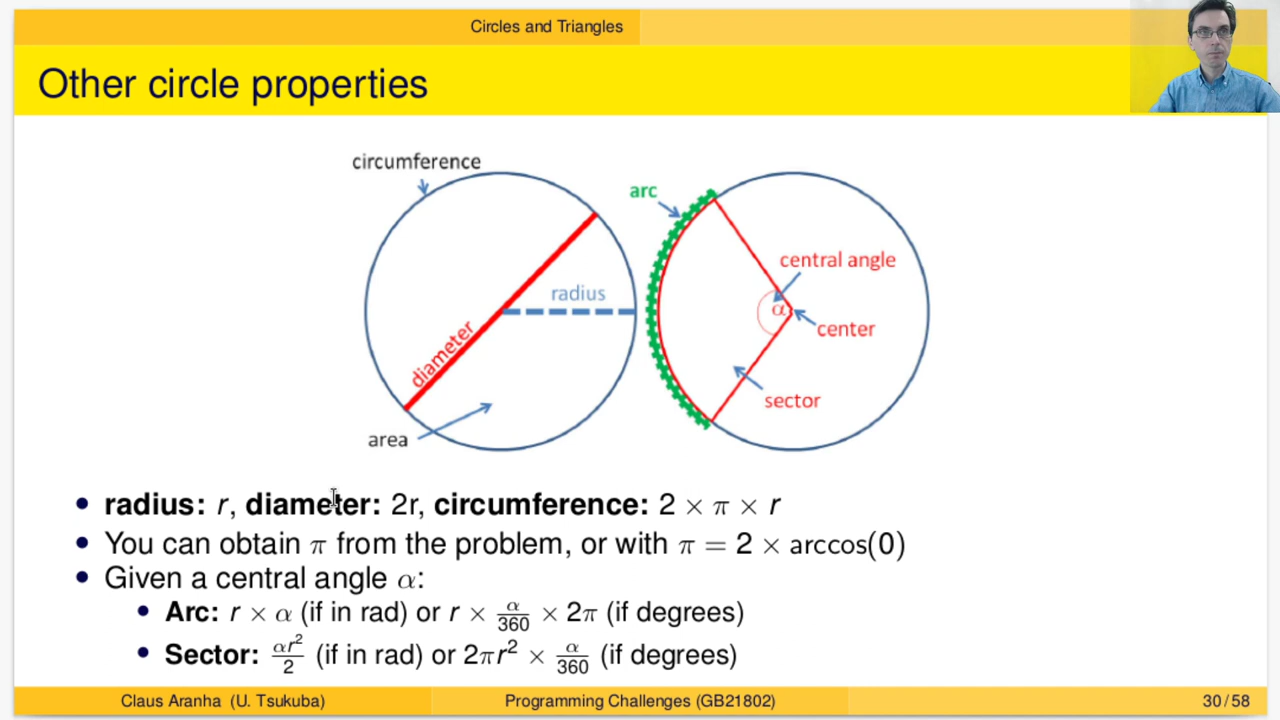 Circles and Triangles
Other circle properties
circumference
radius
diameter
area
arc
central angle
α
center
sector
• radius: r, diameter: 2r, circumference: 2 × π × r
• You can obtain π from the problem, or with π = 2 × arccos(0)
• Given a central angle α:
• Arc: r × α (if in rad) or r × α/360 × 2π (if degrees)
• Sector: αr²/2 (if in rad) or 2πr² × α/360 (if degrees)
Claus Aranha (U. Tsukuba) Programming Challenges (GB21802) 30 / 58